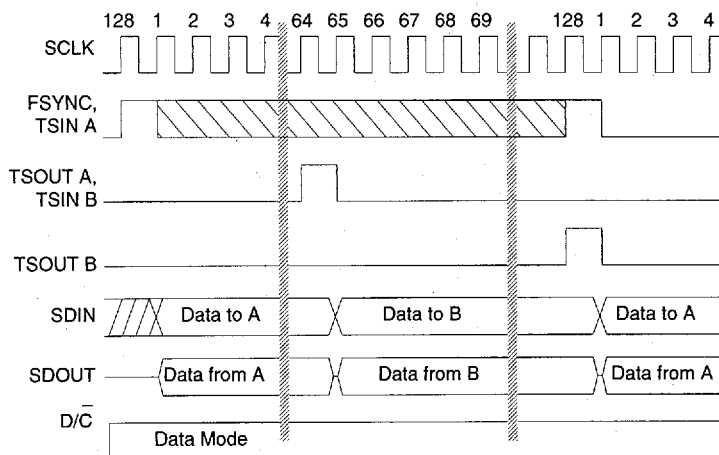 128 1 2 3 4 64 65 66 67 68 69 128 1 2 3 4
SCLK
FSYNC,
TSIN A
TSOUT A,
TSIN B
TSOUT B
SDIN Data to A Data to B Data to A
SDOUT Data from A Data from B Data from A
D/C̅
Data Mode